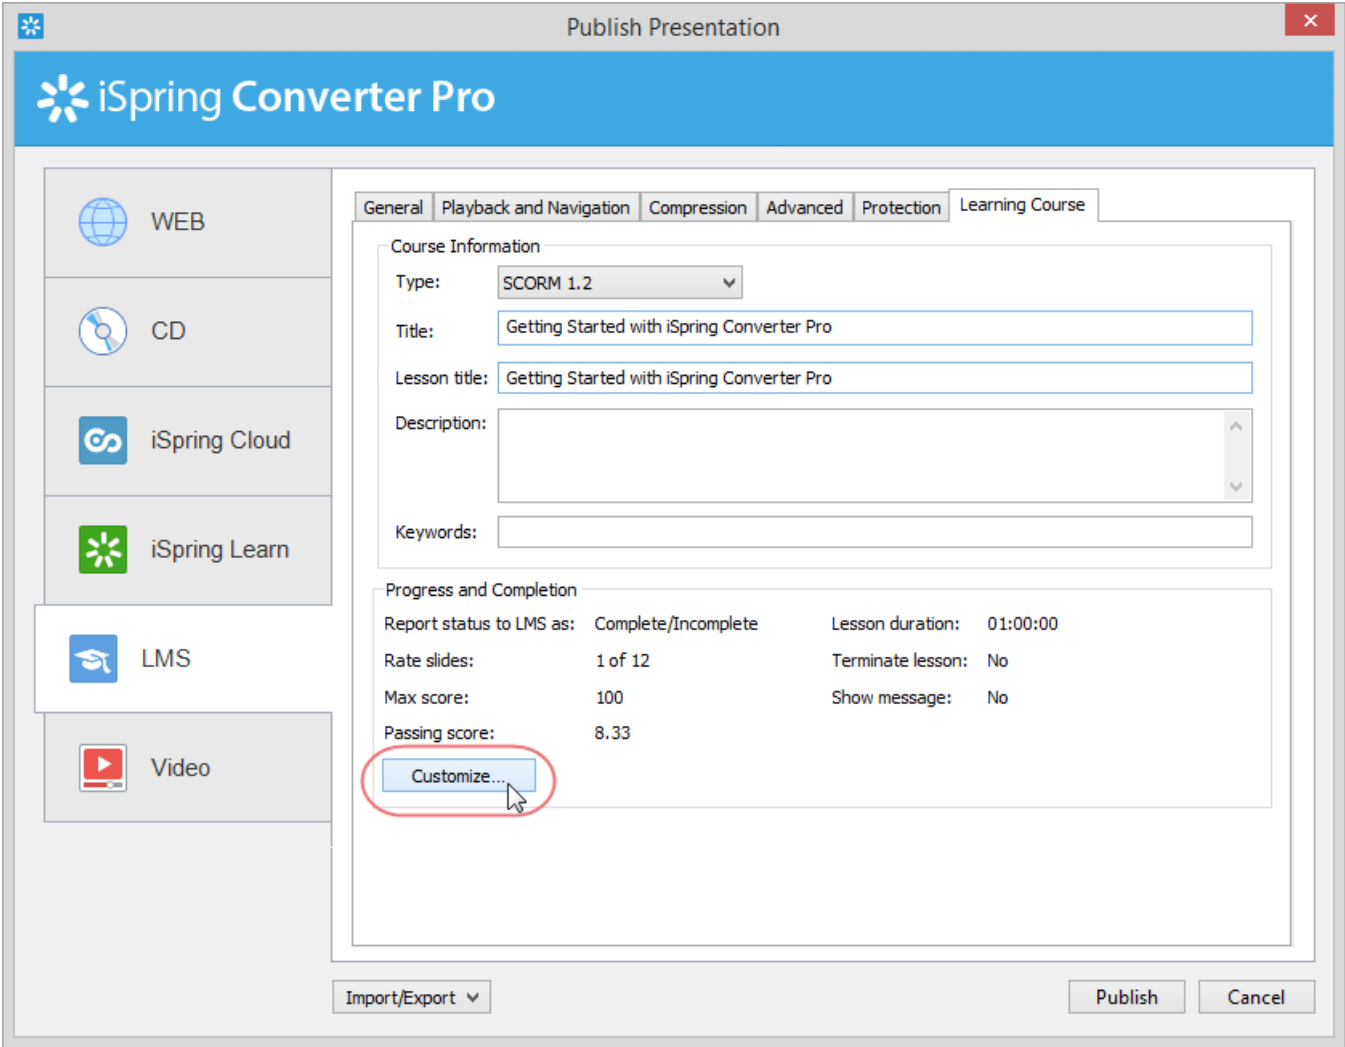 Publish Presentation
iSpring Converter Pro
WEB
CD
iSpring Cloud
iSpring Learn
LMS
Video
General
Playback and Navigation
Compression
Advanced
Protection
Learning Course
Course Information
Type: SCORM 1.2
Title: Getting Started with iSpring Converter Pro
Lesson title: Getting Started with iSpring Converter Pro
Description:
Keywords:
Progress and Completion
Report status to LMS as: Complete/Incomplete Lesson duration: 01:00:00
Rate slides: 1 of 12 Terminate lesson: No
Max score: 100 Show message: No
Passing score: 8.33
Customize...
Import/Export
Publish
Cancel